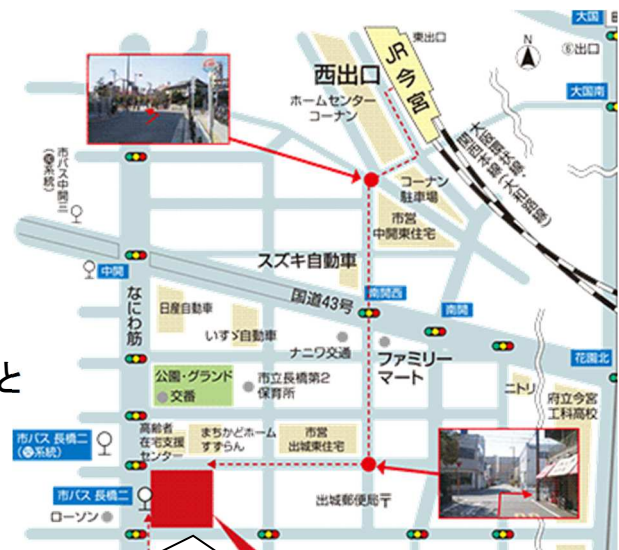 大国
東出口
N
⑥出口
JR今宮
西出口
ホームセンター
コーナン
大国南
大阪環状線・
関西本線(大和路線)
市バス中開三
コーナン
駐車場
市営
中開東住宅
スズキ自動車
中開
国道43号
南開西
南開
なにわ筋
日産自動車
いすゞ自動車
ナニワ交通
ファミリー
マート
花園北
公園・グランド
交番
市立長橋第2
保育所
と
ニトリ
府立今宮
工科高校
高齢者
在宅支援
センター
まちかどホーム
すずらん
市営
出城東住宅
市バス 長橋二
市バス 長橋二
出城郵便局〒
ローソン